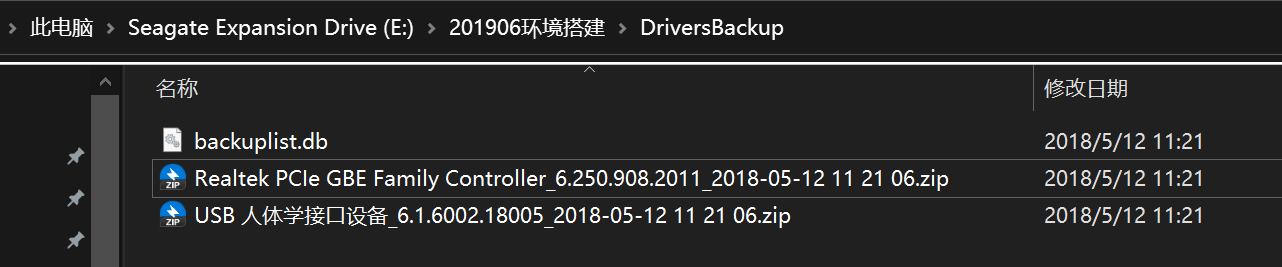 此电脑 > Seagate Expansion Drive (E:) > 201906环境搭建 > DriversBackup
名称 修改日期
backuplist.db 2018/5/12 11:21
ZIP Realtek PCIe GBE Family Controller_6.250.908.2011_2018-05-12 11 21 06.zip 2018/5/12 11:21
ZIP USB 人体学接口设备_6.1.6002.18005_2018-05-12 11 21 06.zip 2018/5/12 11:21